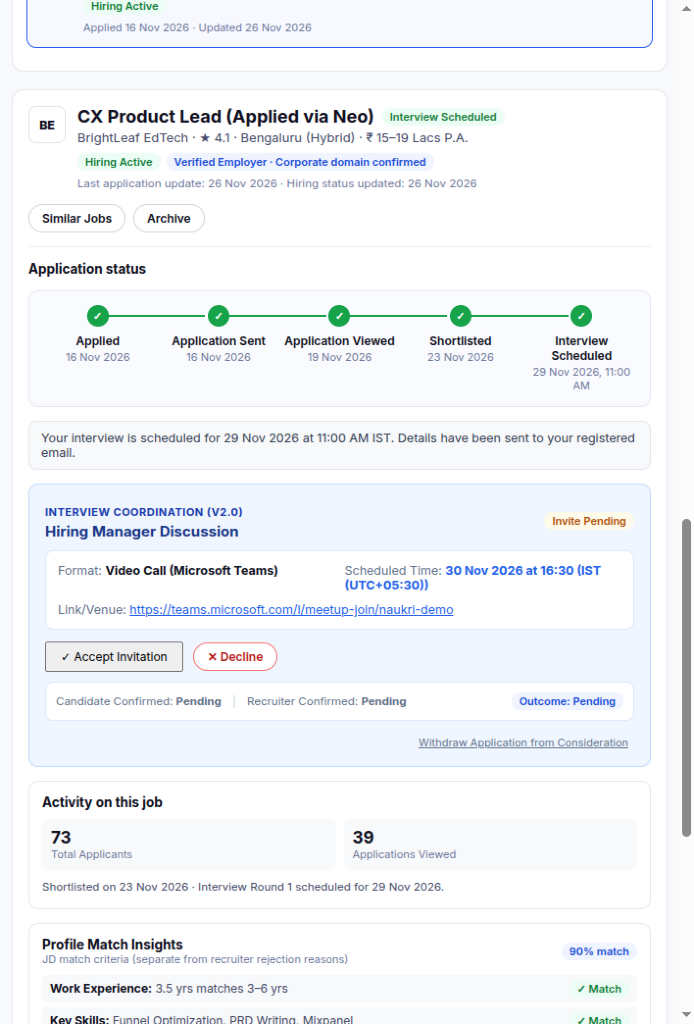 Hiring Active
Applied 16 Nov 2026 · Updated 26 Nov 2026
BE
CX Product Lead (Applied via Neo)
Interview Scheduled
BrightLeaf EdTech · ★ 4.1 · Bengaluru (Hybrid) · ₹ 15–19 Lacs P.A.
Hiring Active
Verified Employer · Corporate domain confirmed
Last application update: 26 Nov 2026 · Hiring status updated: 26 Nov 2026
Similar Jobs
Archive
Application status
✓ ✓ ✓ ✓ ✓
Applied
16 Nov 2026
Application Sent
16 Nov 2026
Application Viewed
19 Nov 2026
Shortlisted
23 Nov 2026
Interview
Scheduled
29 Nov 2026, 11:00
AM
Your interview is scheduled for 29 Nov 2026 at 11:00 AM IST. Details have been sent to your registered
email.
INTERVIEW COORDINATION (V2.0)
Hiring Manager Discussion
Invite Pending
Format: Video Call (Microsoft Teams)
Scheduled Time: 30 Nov 2026 at 16:30 (IST
(UTC+05:30))
Link/Venue: https://teams.microsoft.com/l/meetup-join/naukri-demo
✓ Accept Invitation
✕ Decline
Candidate Confirmed: Pending
Recruiter Confirmed: Pending
Outcome: Pending
Withdraw Application from Consideration
Activity on this job
73
Total Applicants
39
Applications Viewed
Shortlisted on 23 Nov 2026 · Interview Round 1 scheduled for 29 Nov 2026.
Profile Match Insights
JD match criteria (separate from recruiter rejection reasons)
90% match
Work Experience: 3.5 yrs matches 3–6 yrs
✓ Match
Key Skills: Funnel Optimization, PRD Writing, Mixpanel
✓ Match